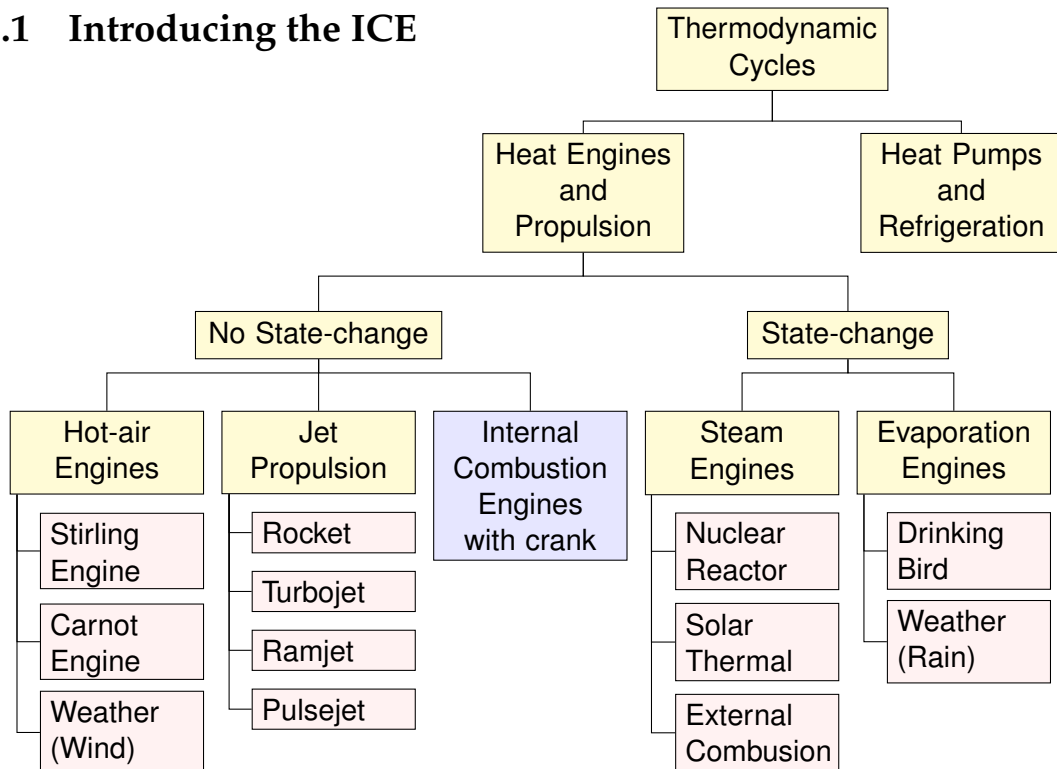 .1 Introducing the ICE
Thermodynamic
Cycles
Heat Engines
and
Propulsion
Heat Pumps
and
Refrigeration
No State-change
State-change
Hot-air
Engines
Jet
Propulsion
Internal
Combustion
Engines
with crank
Steam
Engines
Evaporation
Engines
Stirling
Engine
Carnot
Engine
Weather
(Wind)
Rocket
Turbojet
Ramjet
Pulsejet
Nuclear
Reactor
Solar
Thermal
External
Combusion
Drinking
Bird
Weather
(Rain)